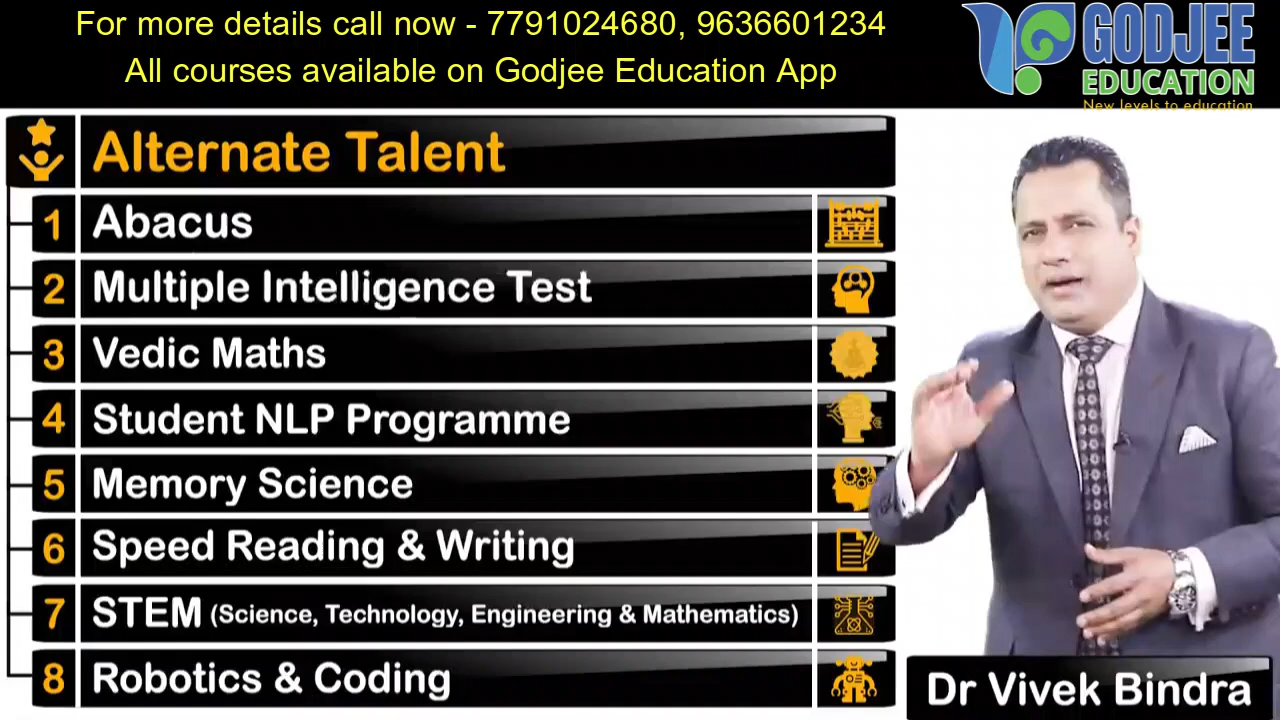 For more details call now - 7791024680, 9636601234
All courses available on Godjee Education App
GODJEE
EDUCATION
New levels to education
Alternate Talent
1 Abacus
2 Multiple Intelligence Test
3 Vedic Maths
4 Student NLP Programme
5 Memory Science
6 Speed Reading & Writing
7 STEM (Science, Technology, Engineering & Mathematics)
8 Robotics & Coding
Dr Vivek Bindra